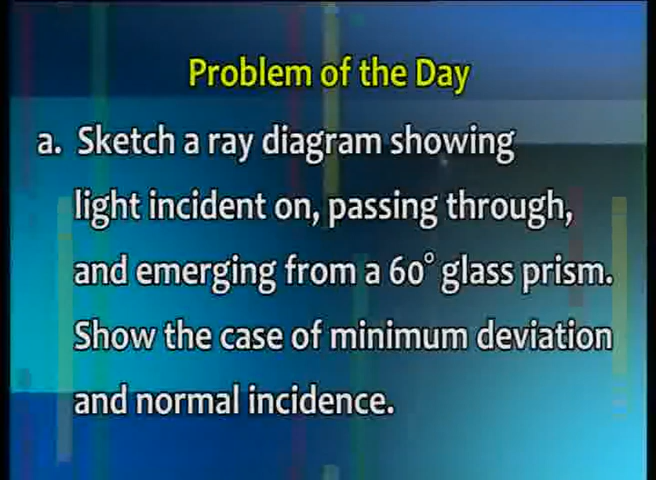 Problem of the Day
a. Sketch a ray diagram showing
light incident on, passing through,
and emerging from a 60° glass prism.
Show the case of minimum deviation
and normal incidence.